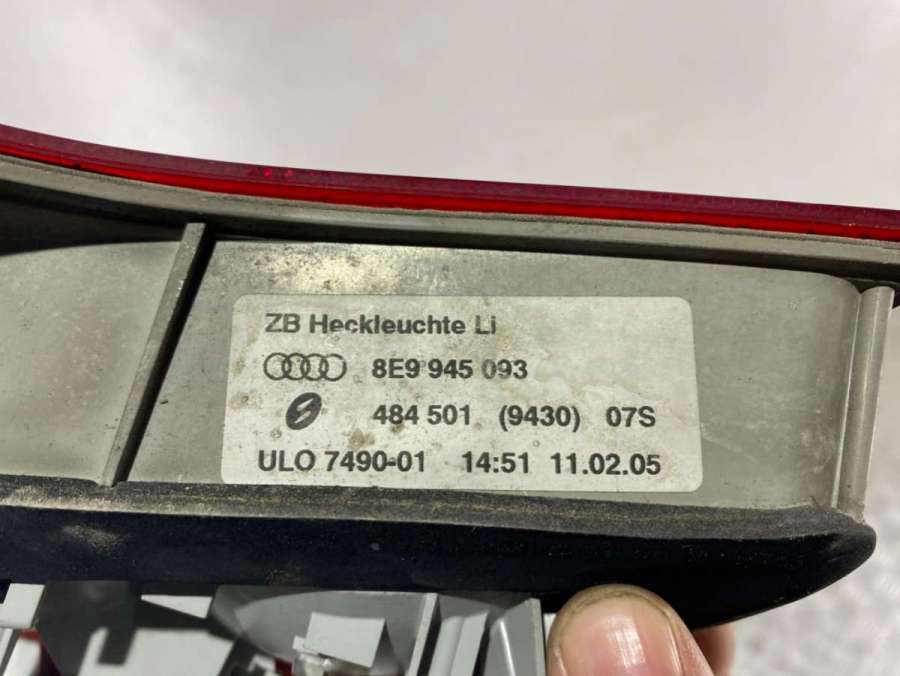 ZB Heckleuchte Li
8E9 945 093
484 501 (9430) 07S
ULO 7490-01 14:51 11.02.05